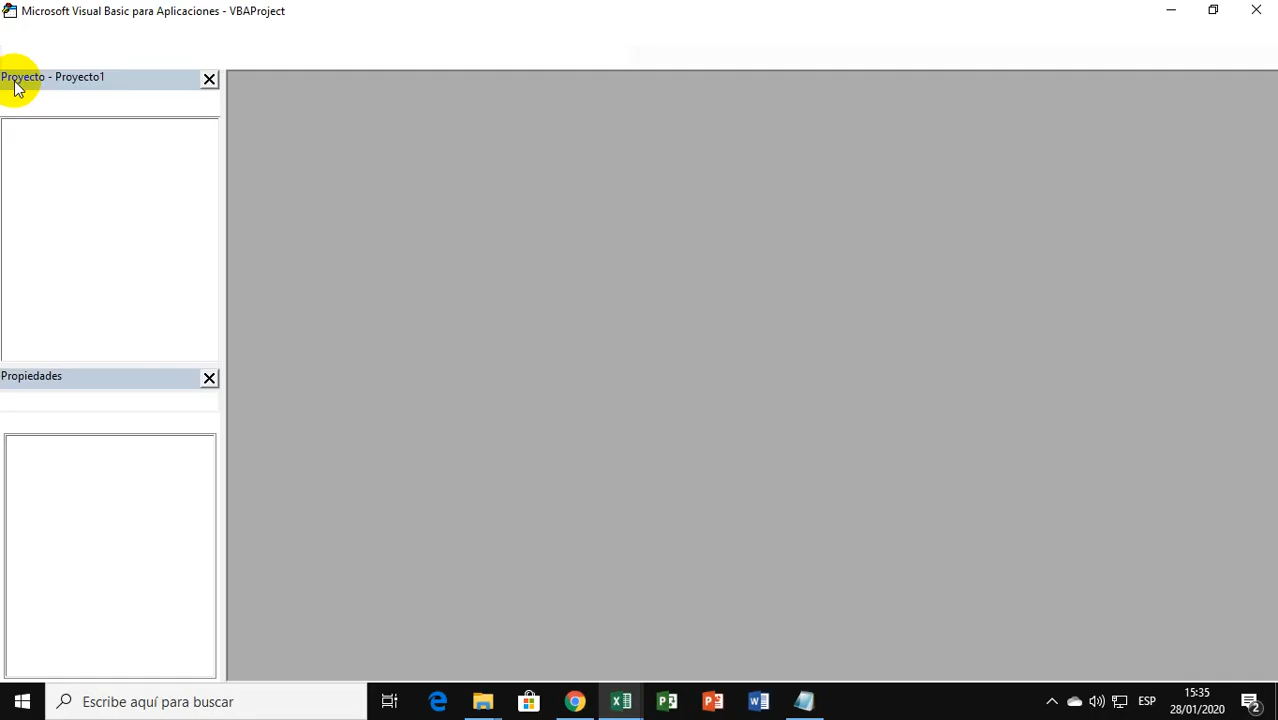 Microsoft Visual Basic para Aplicaciones - VBAProject
Proyecto - Proyecto1
Propiedades
Escribe aquí para buscar
ESP
15:35
28/01/2020
2